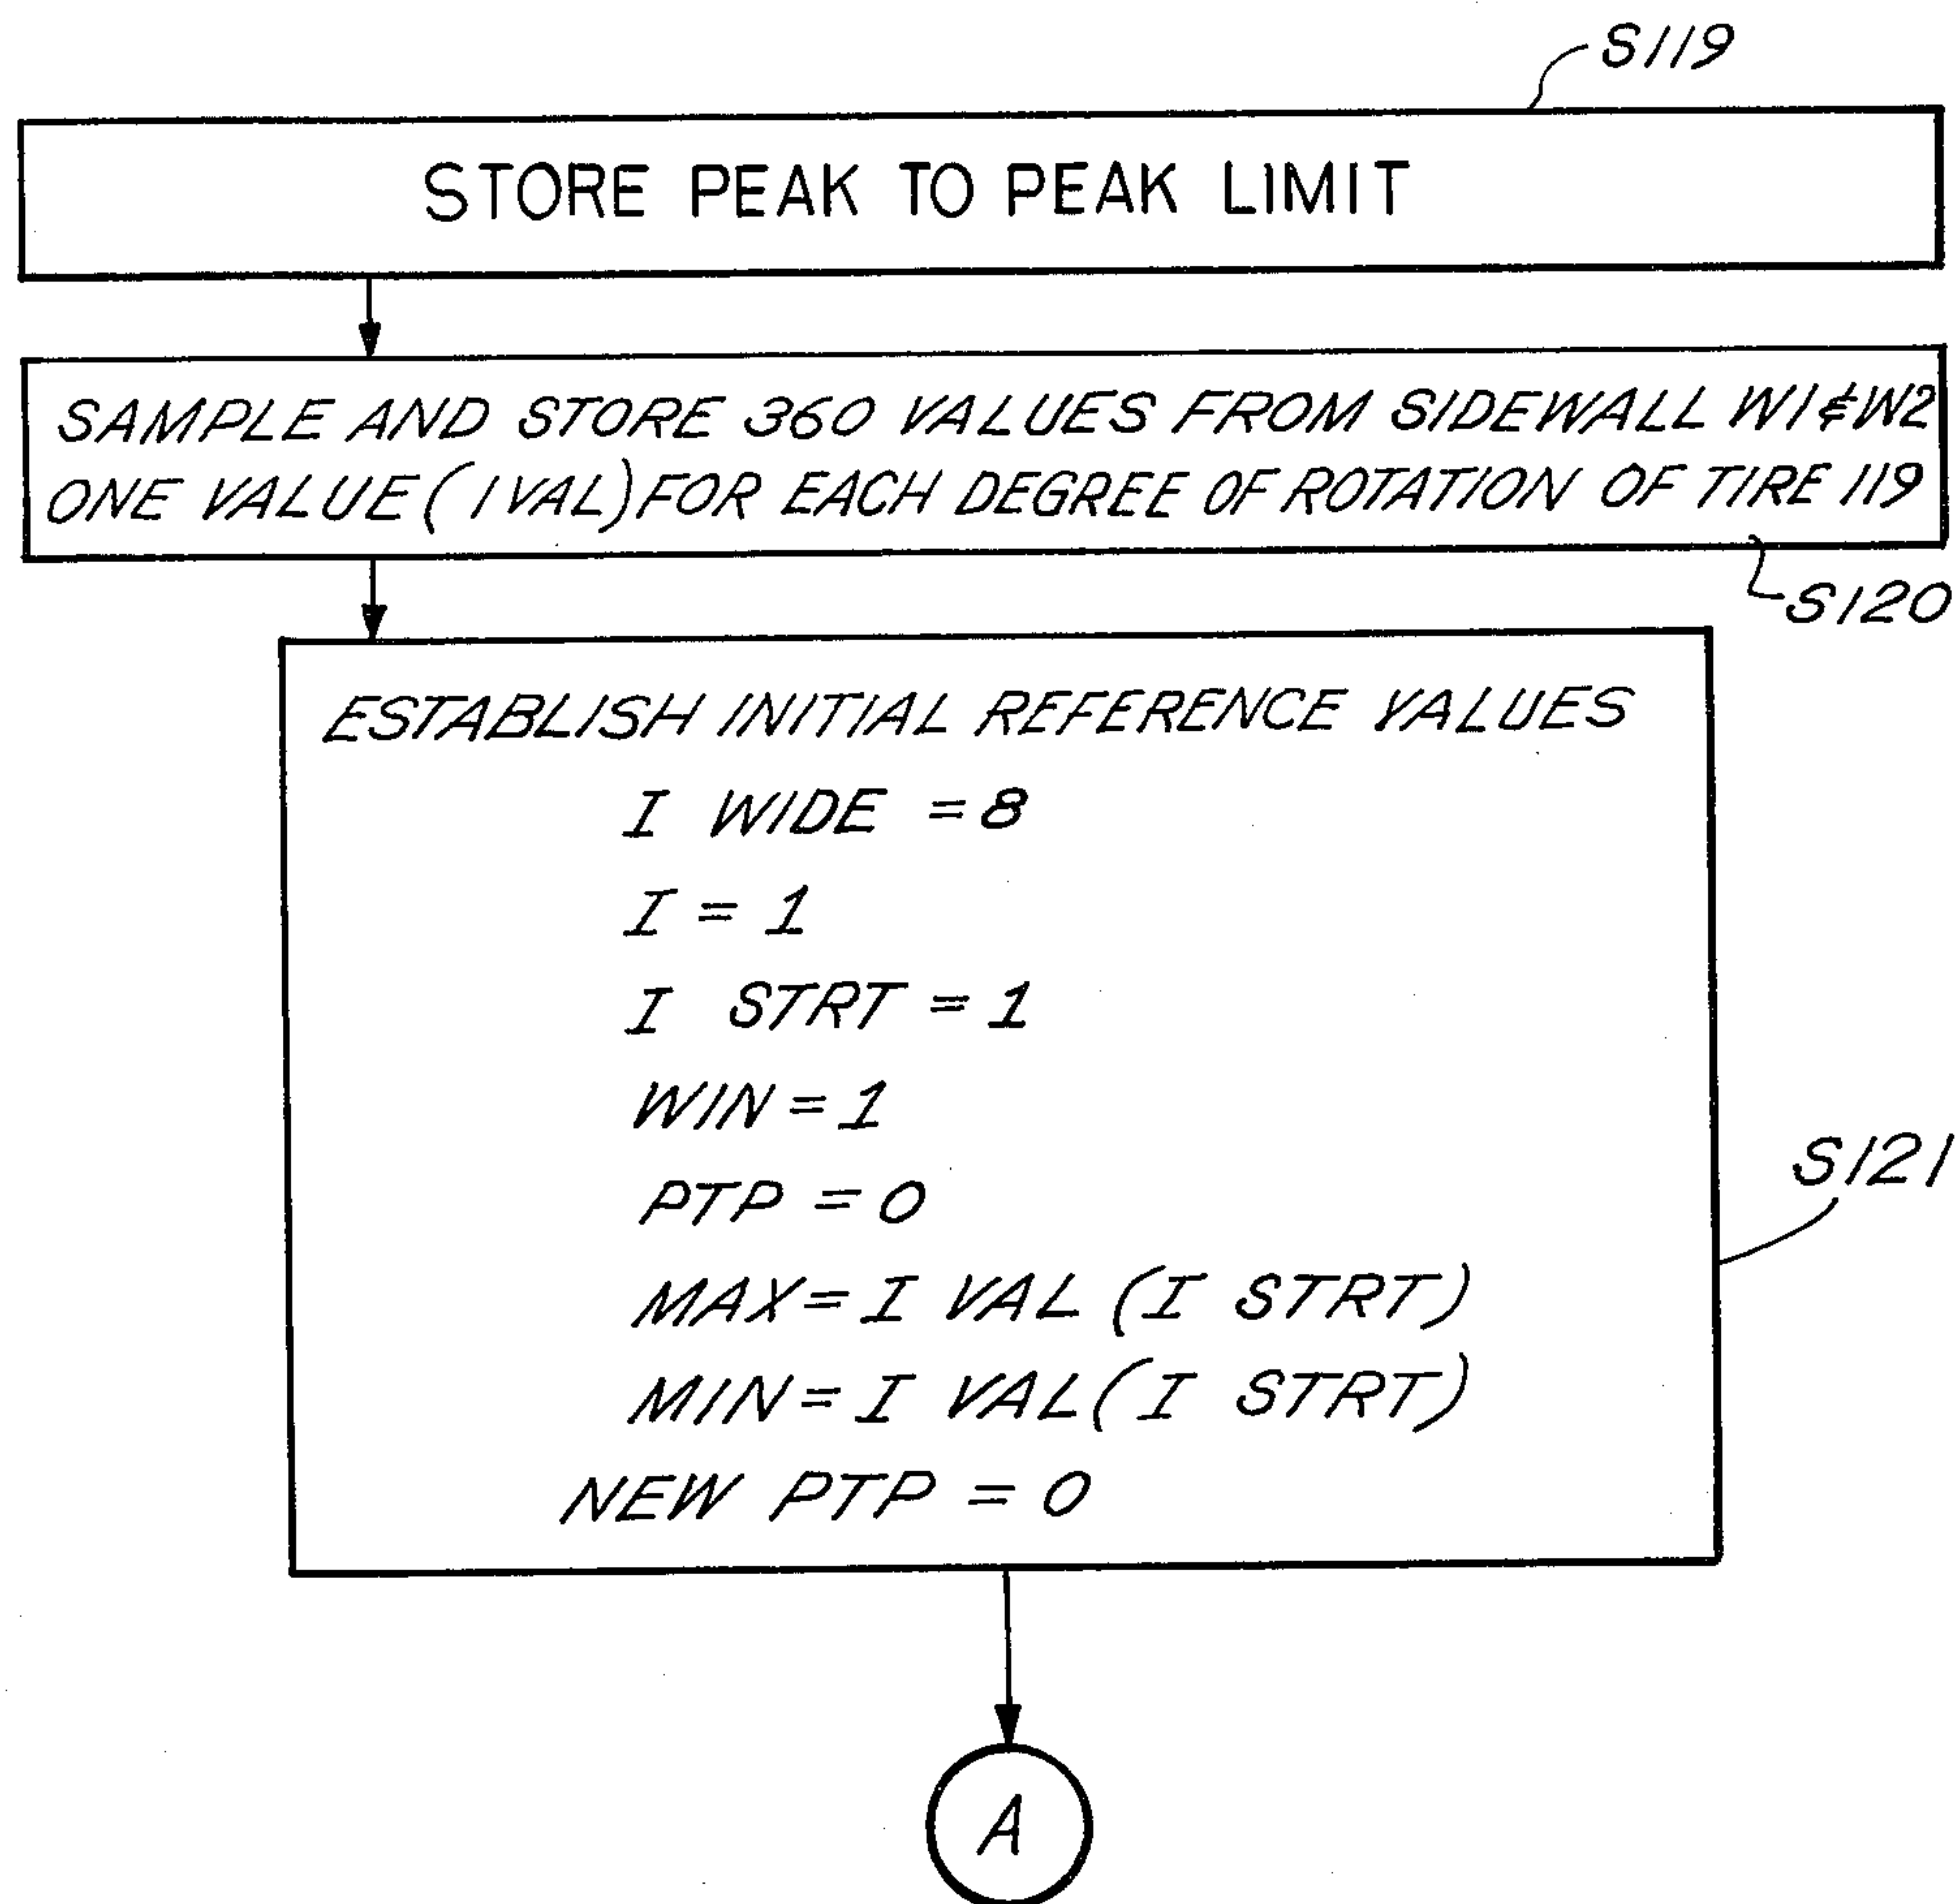 S119
STORE PEAK TO PEAK LIMIT
SAMPLE AND STORE 360 VALUES FROM SIDEWALL W1 & W2
ONE VALUE (I VAL) FOR EACH DEGREE OF ROTATION OF TIRE 119
S120
ESTABLISH INITIAL REFERENCE VALUES
I WIDE = 8
I = 1
I STRT = 1
WIN = 1
PTP = 0
S121
MAX = I VAL (I STRT)
MIN = I VAL (I STRT)
NEW PTP = 0
A